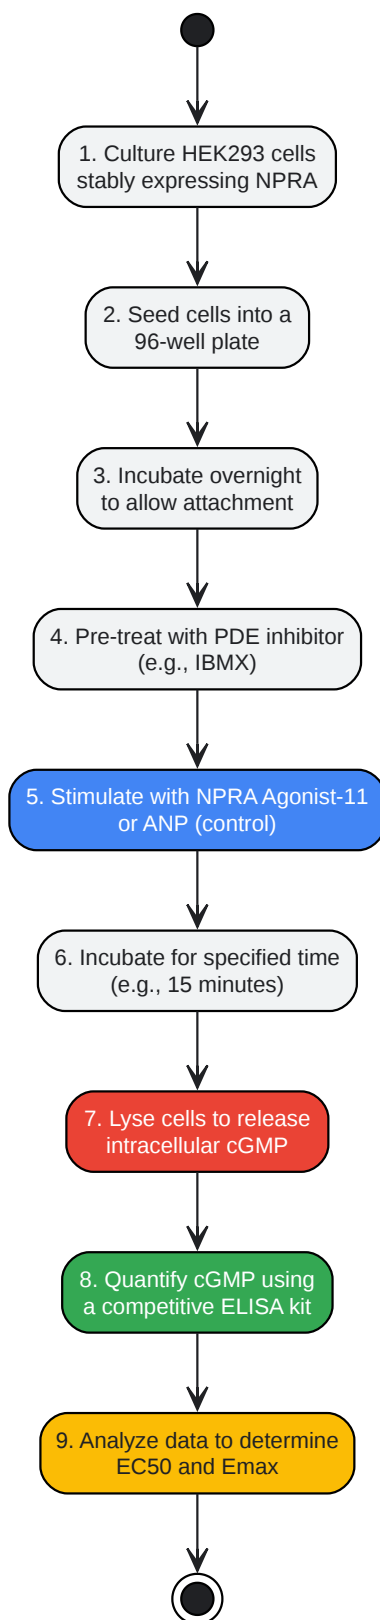 1. Culture HEK293 cells
stably expressing NPRA
2. Seed cells into a
96-well plate
3. Incubate overnight
to allow attachment
4. Pre-treat with PDE inhibitor
(e.g., IBMX)
5. Stimulate with NPRA Agonist-11
or ANP (control)
6. Incubate for specified time
(e.g., 15 minutes)
7. Lyse cells to release
intracellular cGMP
8. Quantify cGMP using
a competitive ELISA kit
9. Analyze data to determine
EC50 and Emax